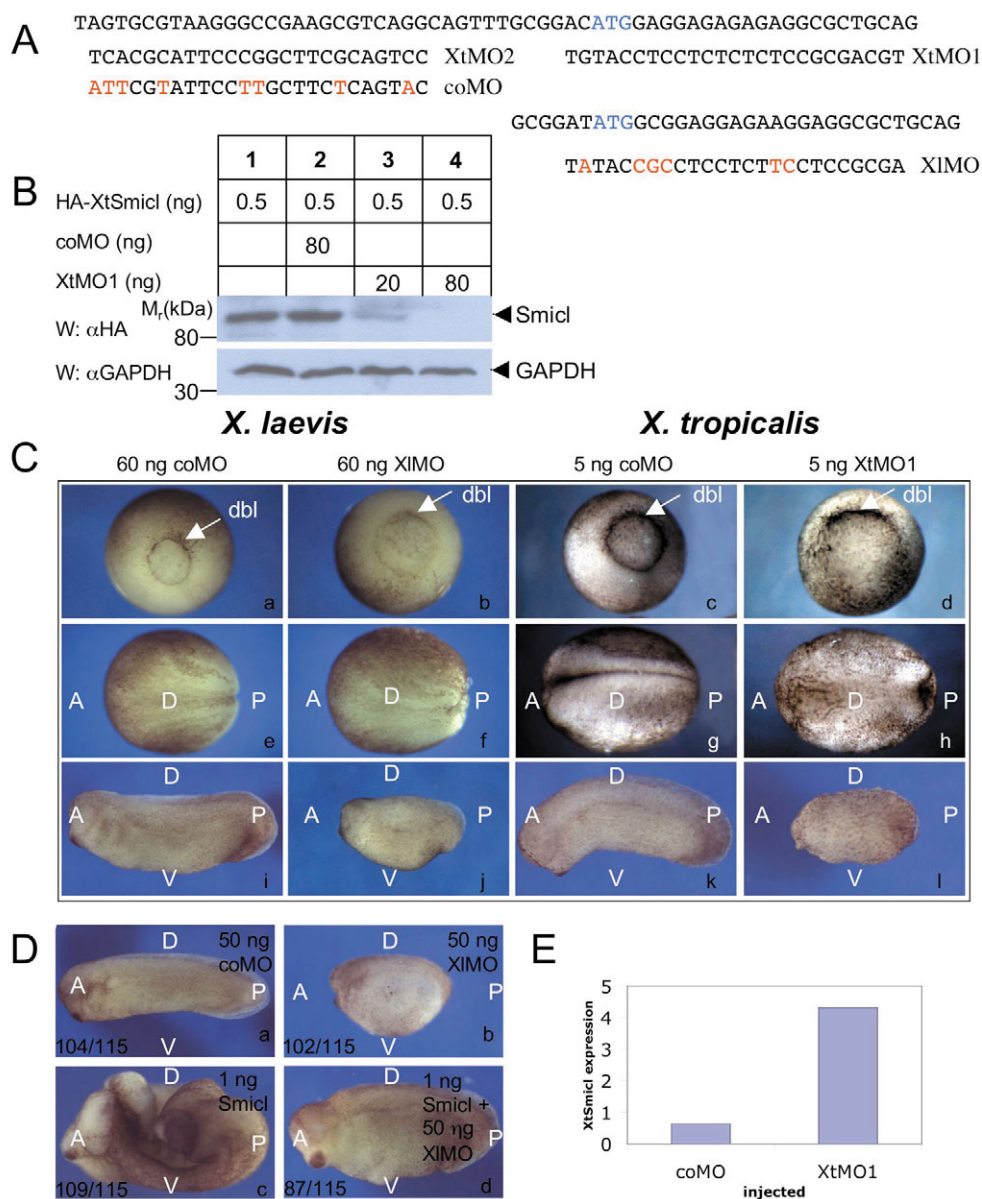 A
TAGTGCGTAAGGGCCGAAGCGTCAGGCAGTTTGCGGACATGGAGGAGAGAGAGGCGCTGCAG
TCACGCATTCCCGGCTTCGCAGTCC XtMO2 TGTACCTCCTCTCTCTCCGCGACGT XtMO1
ATTCGTATTCCTTGCTTCTCAGTAC coMO
GCGGATATGGCGGAGGAGAAGGAGGCGCTGCAG
TATACCGCCTCCTCTTCCTCCGCGA XlMO
B
1 2 3 4
HA-XtSmicl (ng) 0.5 0.5 0.5 0.5
coMO (ng) 80
XtMO1 (ng) 20 80
Mr(kDa)
W: αHA Smicl
80
W: αGAPDH GAPDH
30
X. laevis X. tropicalis
C
60 ng coMO 60 ng XlMO 5 ng coMO 5 ng XtMO1
dbl dbl dbl dbl
a b c d
A D P A D P
e f g h
D D
A P A P
V V
i j k l
D
D
50 ng coMO 50 ng XlMO
A P A P
104/115 V a 102/115 b
D
1 ng Smicl 1 ng Smicl + 50 ηg XlMO
A P A P
109/115 V c 87/115 d
E
XtSmicl expression
5
4
3
2
1
0
coMO XtMO1
injected